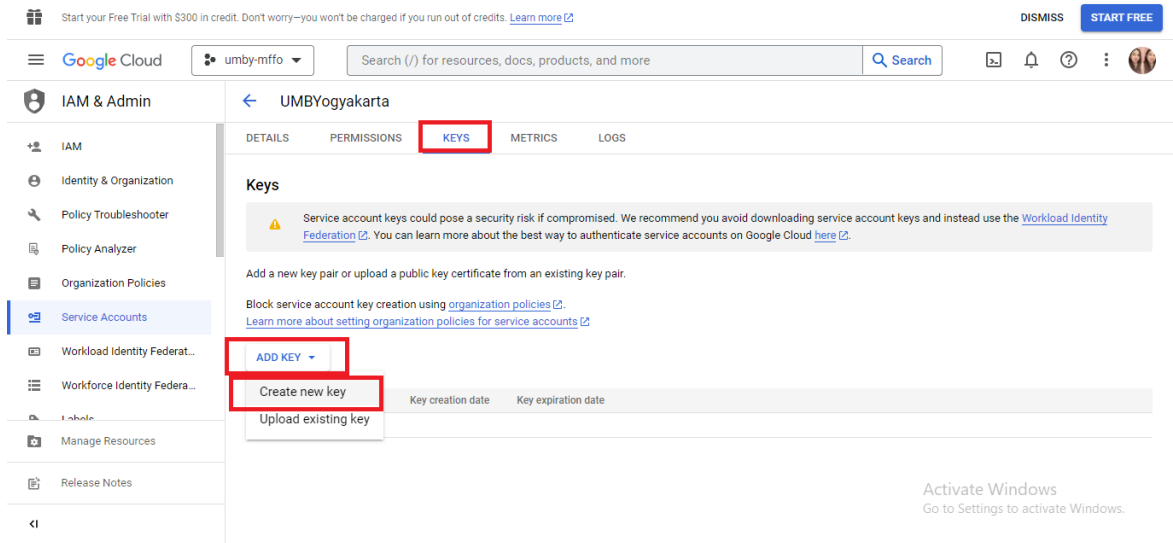 Start your Free Trial with $300 in credit. Don't worry—you won't be charged if you run out of credits. Learn more
DISMISS
START FREE
Google Cloud
umby-mffo
Search (/) for resources, docs, products, and more
Search
IAM & Admin
UMBYogyakarta
DETAILS
PERMISSIONS
KEYS
METRICS
LOGS
IAM
Identity & Organization
Policy Troubleshooter
Policy Analyzer
Organization Policies
Service Accounts
Workload Identity Federat...
Workforce Identity Federa...
Labels
Manage Resources
Release Notes
Keys
Service account keys could pose a security risk if compromised. We recommend you avoid downloading service account keys and instead use the Workload Identity
Federation. You can learn more about the best way to authenticate service accounts on Google Cloud here.
Add a new key pair or upload a public key certificate from an existing key pair.
Block service account key creation using organization policies.
Learn more about setting organization policies for service accounts
ADD KEY
Create new key
Upload existing key
Key creation date
Key expiration date
Activate Windows
Go to Settings to activate Windows.